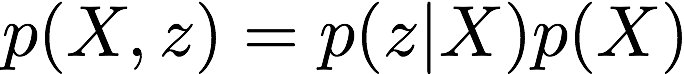 p(X, z) = p(z|X)p(X)